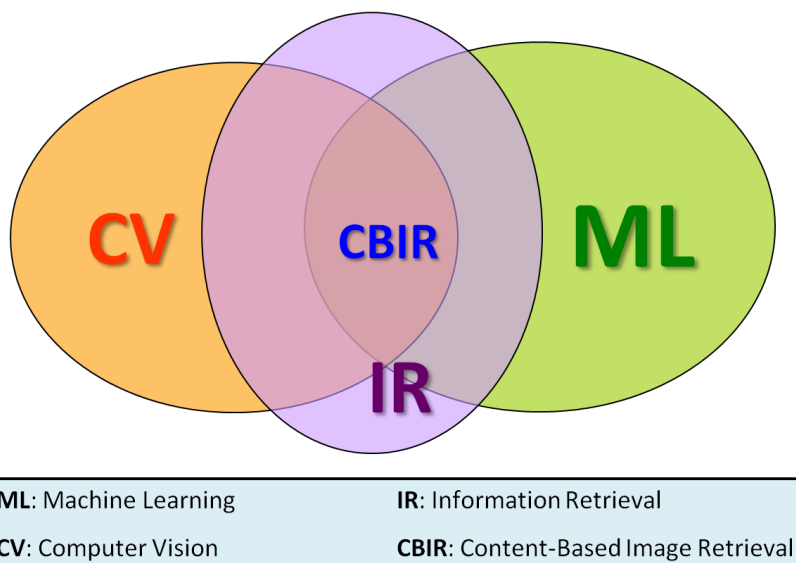 CV
CBIR
ML
IR
ML: Machine Learning
IR: Information Retrieval
CV: Computer Vision
CBIR: Content-Based Image Retrieval